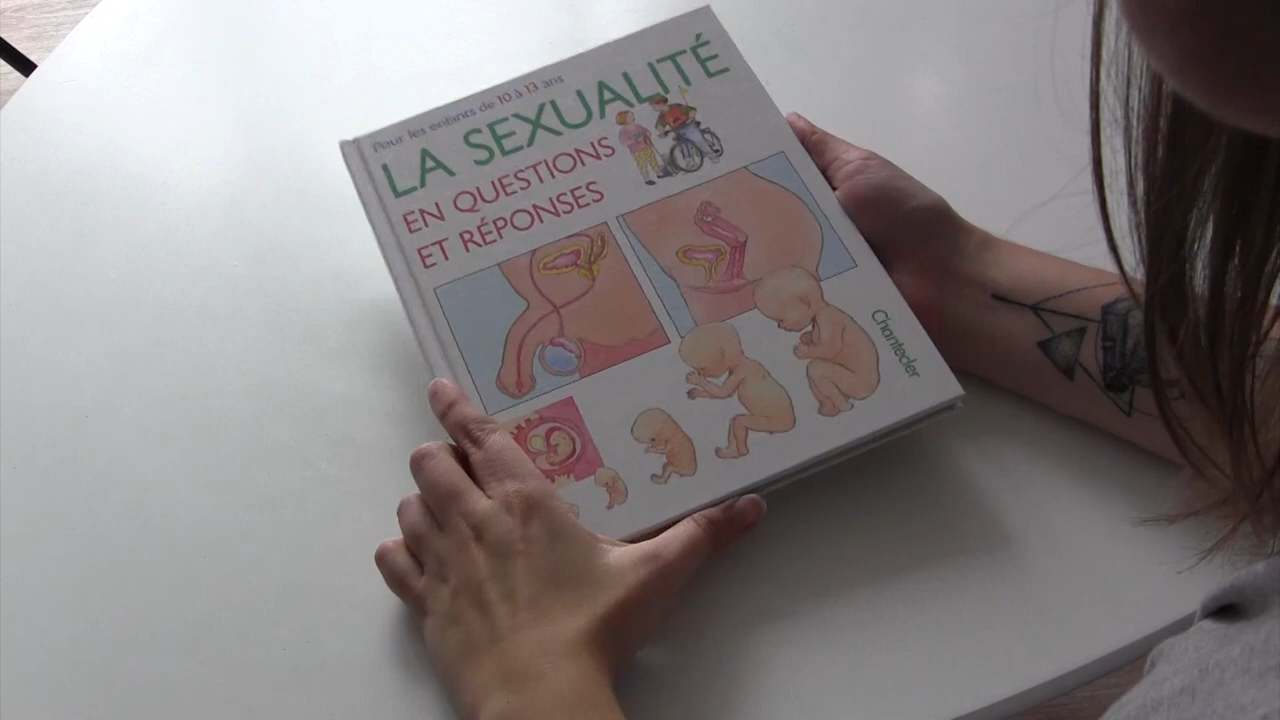 Pour les enfants de 10 à 13 ans
LA SEXUALITÉ
EN QUESTIONS
ET RÉPONSES
Chantecler